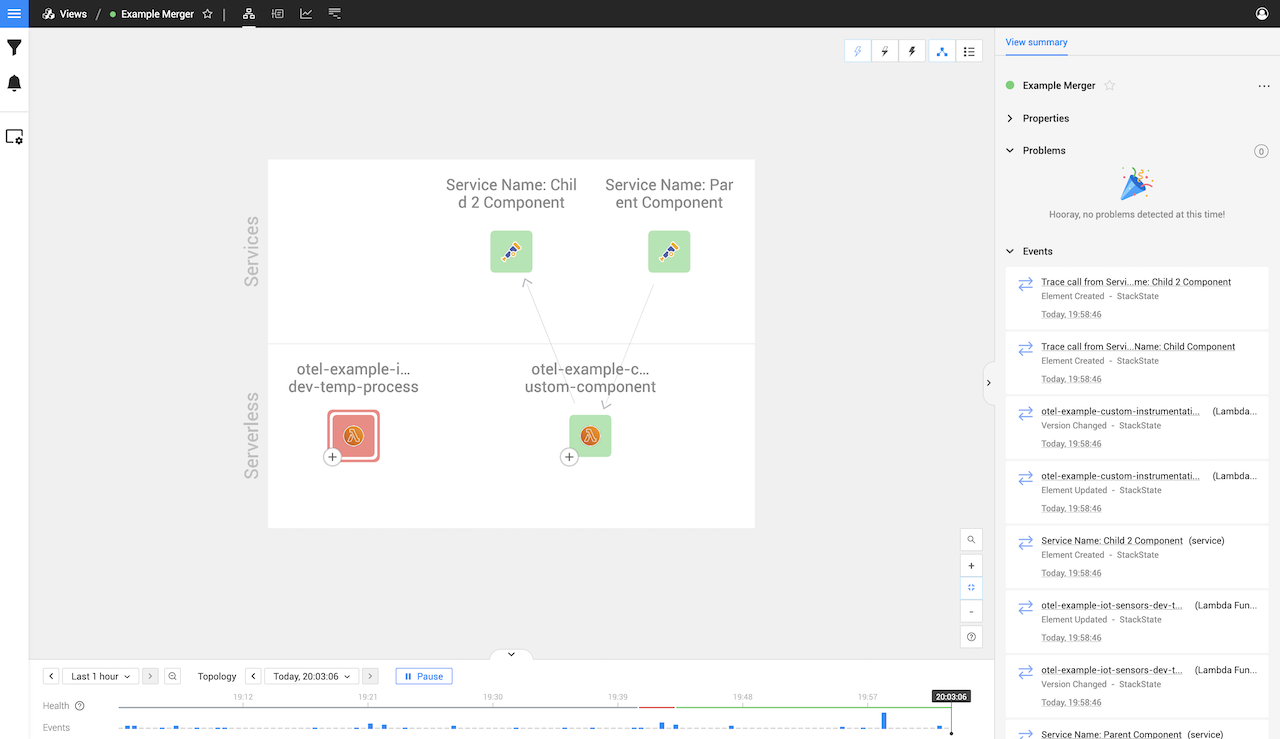 Views / Example Merger
View summary
Example Merger
Properties
Problems 0
Hooray, no problems detected at this time!
Events
Trace call from Servi...me: Child 2 Component
Element Created - StackState
Today, 19:58:46
Trace call from Servi...Name: Child Component
Element Created - StackState
Today, 19:58:46
otel-example-custom-instrumentati... (Lambda...
Version Changed - StackState
Today, 19:58:46
otel-example-custom-instrumentati... (Lambda...
Element Updated - StackState
Today, 19:58:46
Service Name: Child 2 Component (service)
Element Created - StackState
Today, 19:58:46
otel-example-iot-sensors-dev-t... (Lambda Fun...
Element Updated - StackState
Today, 19:58:46
otel-example-iot-sensors-dev-t... (Lambda Fun...
Version Changed - StackState
Today, 19:58:46
Service Name: Parent Component (service)
Services
Service Name: Chil
d 2 Component
Service Name: Par
ent Component
Serverless
otel-example-i...
dev-temp-process
otel-example-c...
ustom-component
Last 1 hour
Topology
Today, 20:03:06
Pause
19:12 19:21 19:30 19:39 19:48 19:57 20:03:06
Health
Events